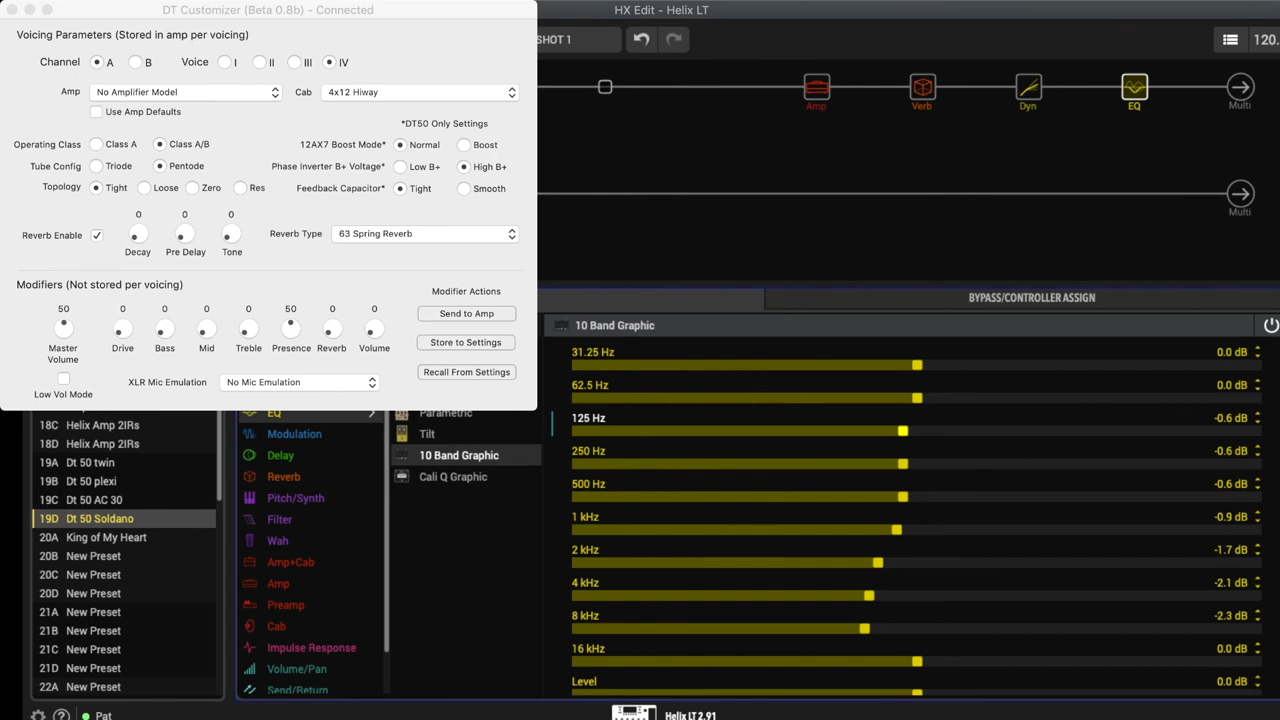 DT Customizer (Beta 0.8b) - Connected
Voicing Parameters (Stored in amp per voicing)
Channel A B Voice I II III IV
Amp No Amplifier Model Cab 4x12 Hiway
Use Amp Defaults
*DT50 Only Settings
Operating Class Class A Class A/B 12AX7 Boost Mode* Normal Boost
Tube Config Triode Pentode Phase inverter B+ Voltage* Low B+ High B+
Topology Tight Loose Zero Res Feedback Capacitor* Tight Smooth
0 0 0
Reverb Enable Reverb Type 63 Spring Reverb
Decay Pre Delay Tone
Modifiers (Not stored per voicing)
Modifier Actions
50 0 0 0 0 50 0 0
Send to Amp
Master Volume Drive Bass Mid Treble Presence Reverb Volume
Store to Settings
Recall From Settings
Low Vol Mode
XLR Mic Emulation No Mic Emulation
HX Edit - Helix LT
SHOT 1
120.
Amp Verb Dyn EQ Multi
Multi
BYPASS/CONTROLLER ASSIGN
10 Band Graphic
31.25 Hz 0.0 dB
62.5 Hz 0.0 dB
125 Hz -0.6 dB
250 Hz -0.6 dB
500 Hz -0.6 dB
1 kHz -0.9 dB
2 kHz -1.7 dB
4 kHz -2.1 dB
8 kHz -2.3 dB
16 kHz 0.0 dB
Level 0.0 dB
18C Helix Amp 2IRs
18D Helix Amp 2IRs
19A Dt 50 twin
19B Dt 50 plexi
19C Dt 50 AC 30
19D Dt 50 Soldano
20A King of My Heart
20B New Preset
20C New Preset
20D New Preset
21A New Preset
21B New Preset
21C New Preset
21D New Preset
22A New Preset
EQ
Modulation
Delay
Reverb
Pitch/Synth
Filter
Wah
Amp+Cab
Amp
Preamp
Cab
Impulse Response
Volume/Pan
Send/Return
Parametric
Tilt
10 Band Graphic
Cali Q Graphic
Pat
Helix LT 2.91